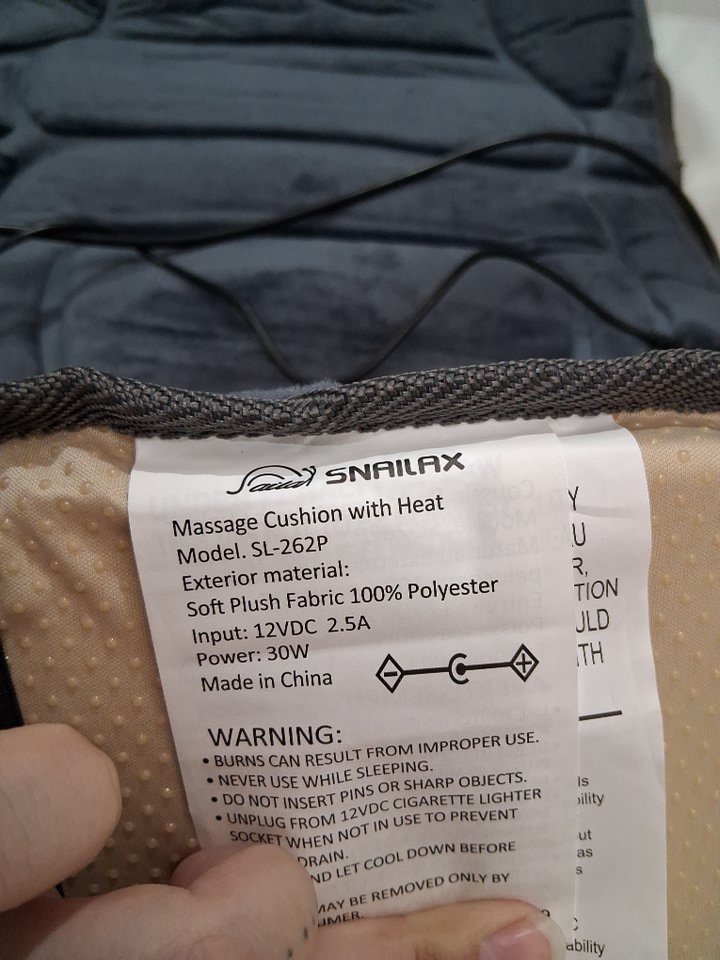 SNAILAX
Massage Cushion with Heat
Model. SL-262P
Exterior material:
Soft Plush Fabric 100% Polyester
Input: 12VDC 2.5A
Power: 30W
Made in China
WARNING:
• BURNS CAN RESULT FROM IMPROPER USE.
• NEVER USE WHILE SLEEPING.
• DO NOT INSERT PINS OR SHARP OBJECTS.
• UNPLUG FROM 12VDC CIGARETTE LIGHTER
SOCKET WHEN NOT IN USE TO PREVENT
DRAIN.
LET COOL DOWN BEFORE
MAY BE REMOVED ONLY BY